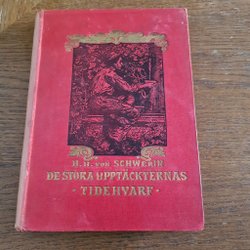 H. H. VON SCHWERIN
DE STORA UPPTÄCKTERNAS
· TIDEHVARF ·